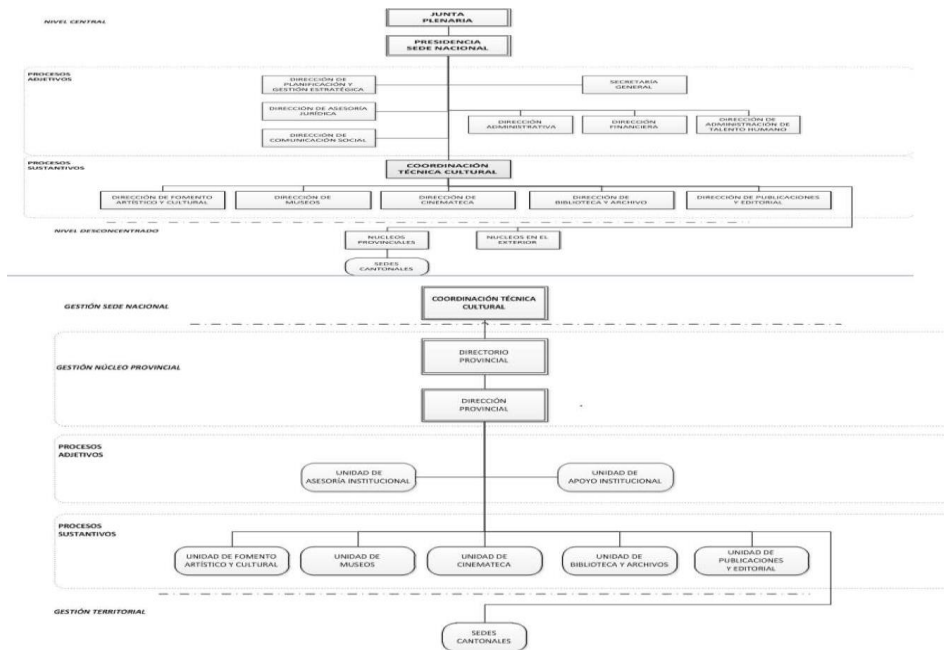 NIVEL CENTRAL
JUNTA
PLENARIA
PRESIDENCIA
SEDE NACIONAL
PROCESOS
ADJETIVOS
DIRECCIÓN DE
PLANIFICACIÓN Y
GESTIÓN ESTRATÉGICA
SECRETARÍA
GENERAL
DIRECCIÓN DE ASESORÍA
JURÍDICA
DIRECCIÓN
ADMINISTRATIVA
DIRECCIÓN
FINANCIERA
DIRECCIÓN DE
ADMINISTRACIÓN DE
TALENTO HUMANO
DIRECCIÓN DE
COMUNICACIÓN SOCIAL
PROCESOS
SUSTANTIVOS
COORDINACIÓN
TÉCNICA CULTURAL
DIRECCIÓN DE FOMENTO
ARTÍSTICO Y CULTURAL
DIRECCIÓN DE
MUSEOS
DIRECCIÓN DE
CINEMATECA
DIRECCIÓN DE
BIBLIOTECA Y ARCHIVO
DIRECCIÓN DE PUBLICACIONES
Y EDITORIAL
NIVEL DESCONCENTRADO
NUCLEOS
PROVINCIALES
NUCLEOS EN EL
EXTERIOR
SEDES
CANTONALES
GESTIÓN SEDE NACIONAL
COORDINACIÓN TÉCNICA
CULTURAL
GESTIÓN NÚCLEO PROVINCIAL
DIRECTORIO
PROVINCIAL
DIRECCIÓN
PROVINCIAL
PROCESOS
ADJETIVOS
UNIDAD DE
ASESORÍA INSTITUCIONAL
UNIDAD DE
APOYO INSTITUCIONAL
PROCESOS
SUSTANTIVOS
UNIDAD DE FOMENTO
ARTÍSTICO Y CULTURAL
UNIDAD DE
MUSEOS
UNIDAD DE
CINEMATECA
UNIDAD DE
BIBLIOTECA Y ARCHIVOS
UNIDAD DE
PUBLICACIONES
Y EDITORIAL
GESTIÓN TERRITORIAL
SEDES
CANTONALES